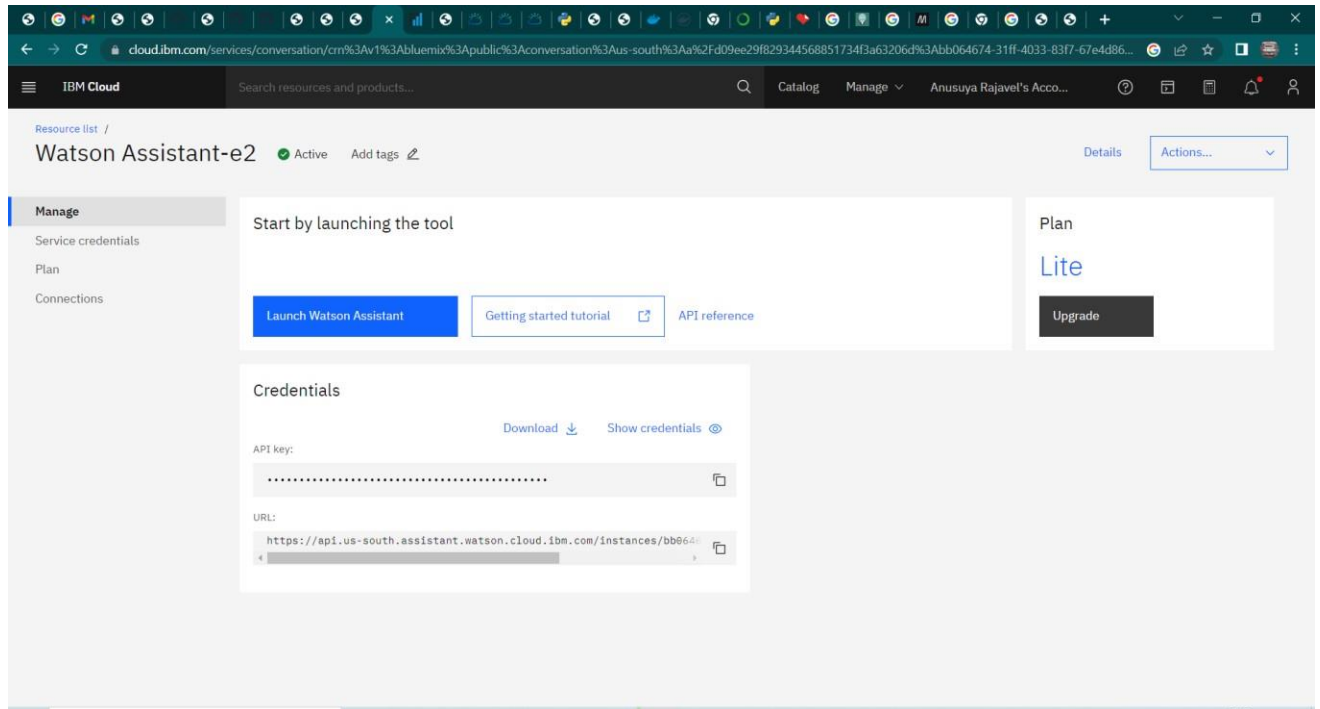 cloud.ibm.com/services/conversation/crn%3Av1%3Abluemix%3Apublic%3Aconversation%3Aus-south%3Aa%2Fd09ee29f829344568851734f3a63206d%3Abb064674-31ff-4033-83f7-67e4d86...
IBM Cloud
Search resources and products...
Catalog
Manage
Anusuya Rajavel's Acco...
Resource list /
Watson Assistant-e2
Active
Add tags
Details
Actions...
Manage
Service credentials
Plan
Connections
Start by launching the tool
Launch Watson Assistant
Getting started tutorial
API reference
Plan
Lite
Upgrade
Credentials
Download
Show credentials
API key:
............................................
URL:
https://api.us-south.assistant.watson.cloud.ibm.com/instances/bb0646